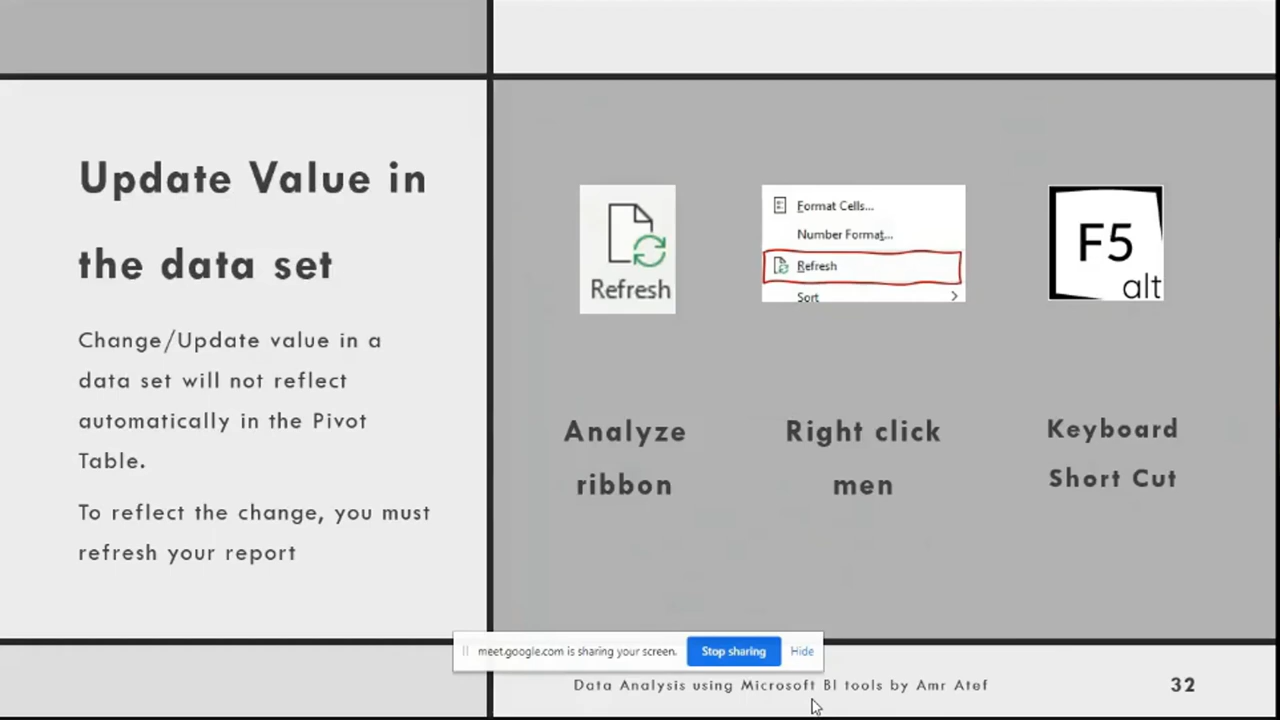 Update Value in
the data set
Change/Update value in a
data set will not reflect
automatically in the Pivot
Table.
To reflect the change, you must
refresh your report
Refresh
Format Cells...
Number Format...
Refresh
Sort
F5
alt
Analyze
ribbon
Right click
men
Keyboard
Short Cut
meet.google.com is sharing your screen.
Stop sharing
Hide
Data Analysis using Microsoft BI tools by Amr Atef
32